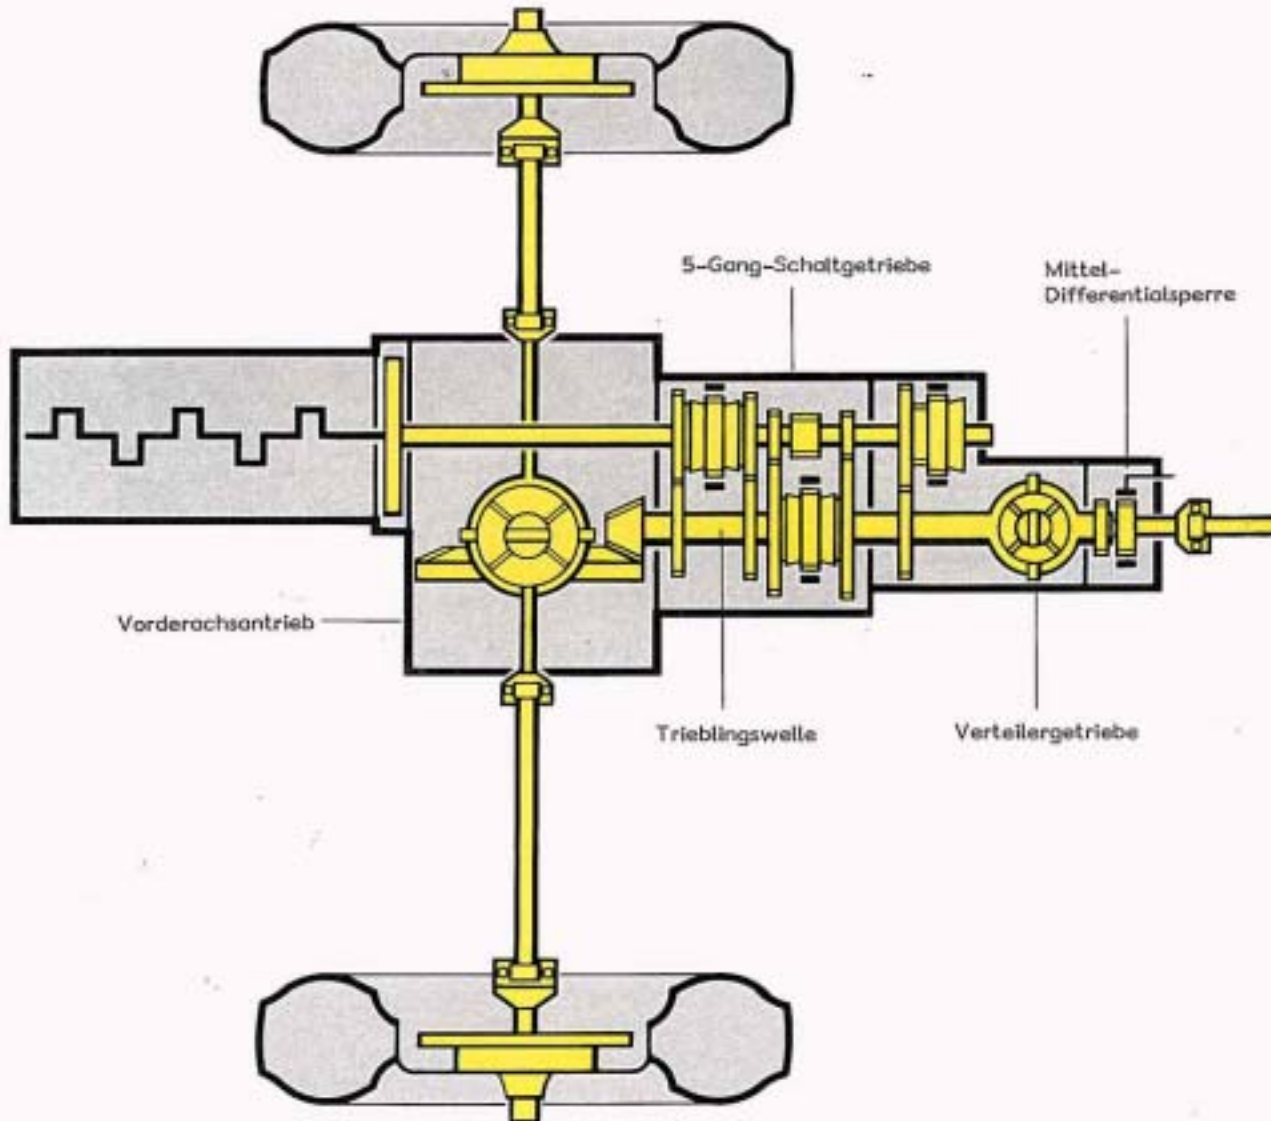 5-Gang-Schaltgetriebe
Mittel-
Differentialsperre
Vorderachsantrieb
Trieblingswelle
Verteilergetriebe